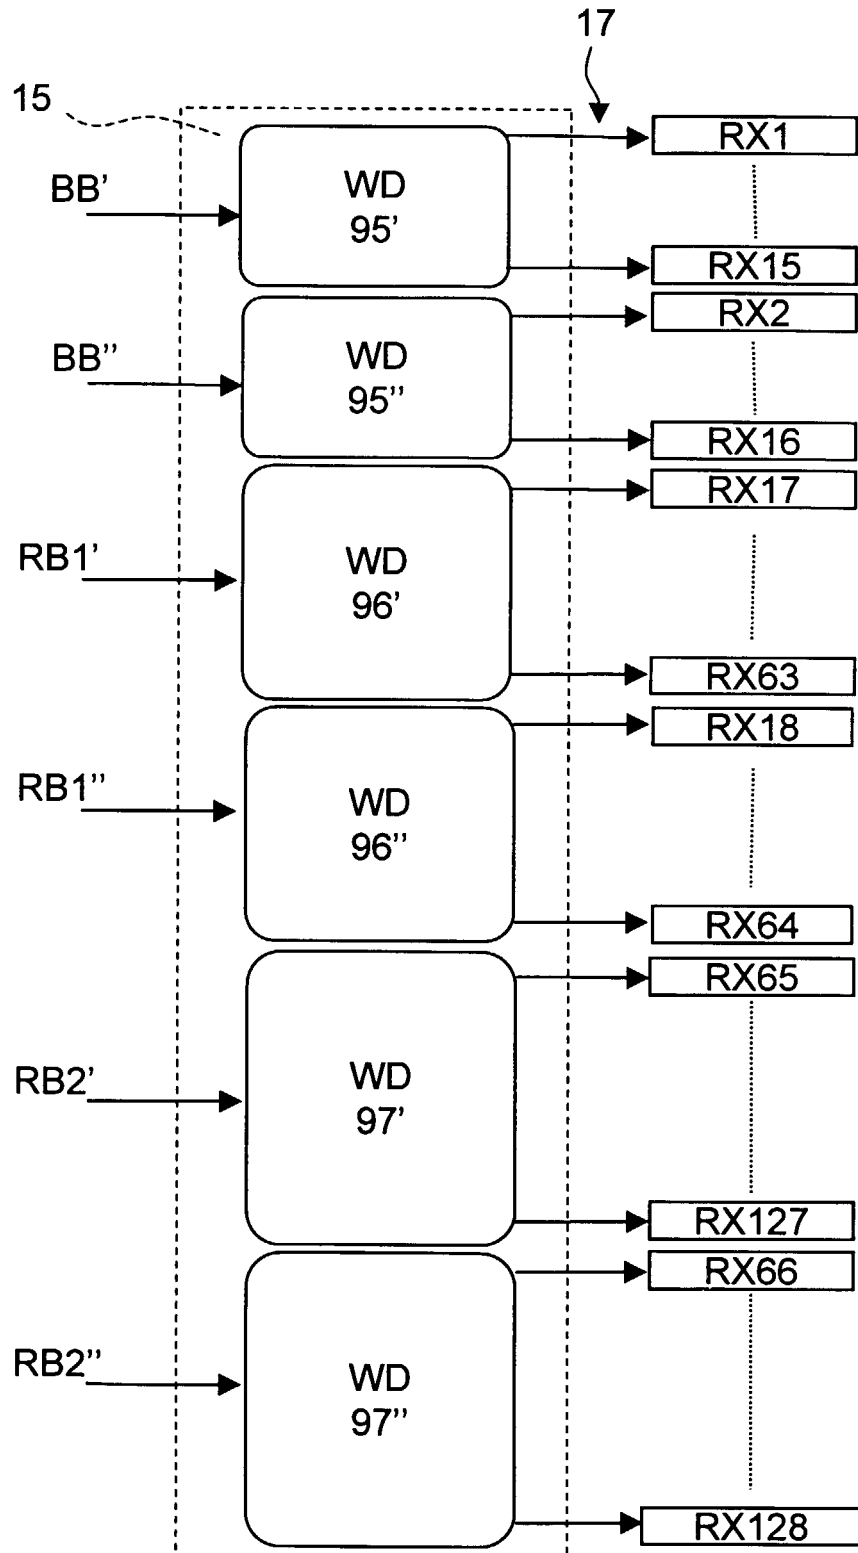 17
15
RX1
BB’
WD
95’
RX15
RX2
BB’’
WD
95’’
RX16
RX17
RB1’
WD
96’
RX63
RX18
RB1’’
WD
96’’
RX64
RX65
RB2’
WD
97’
RX127
RX66
RB2’’
WD
97’’
RX128